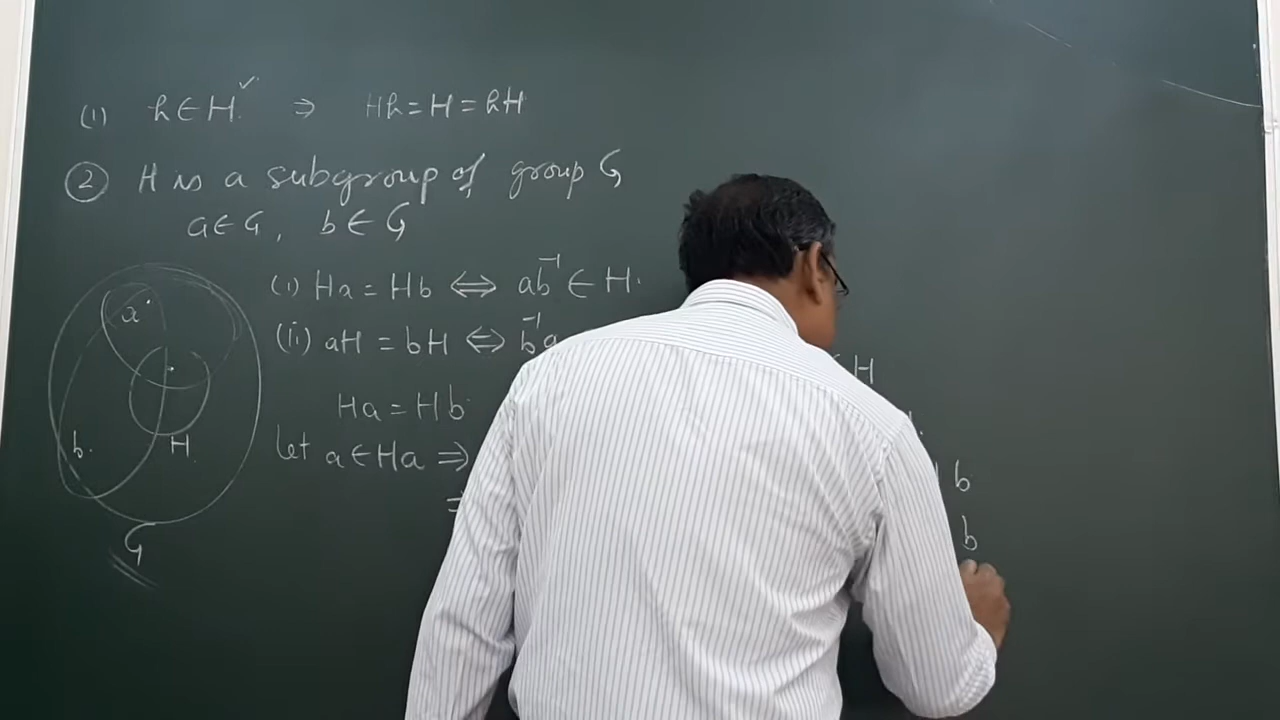 (1) h ∈ H. ✓ ⇒ Hh = H = hH
② H is a subgroup of group G
a ∈ G, b ∈ G
(i) Ha = Hb ⇔ ab⁻¹ ∈ H.
(ii) aH = bH ⇔ b⁻¹a
H
Ha = Hb
let a ∈ Ha ⇒
b
b
a
b.
H
G